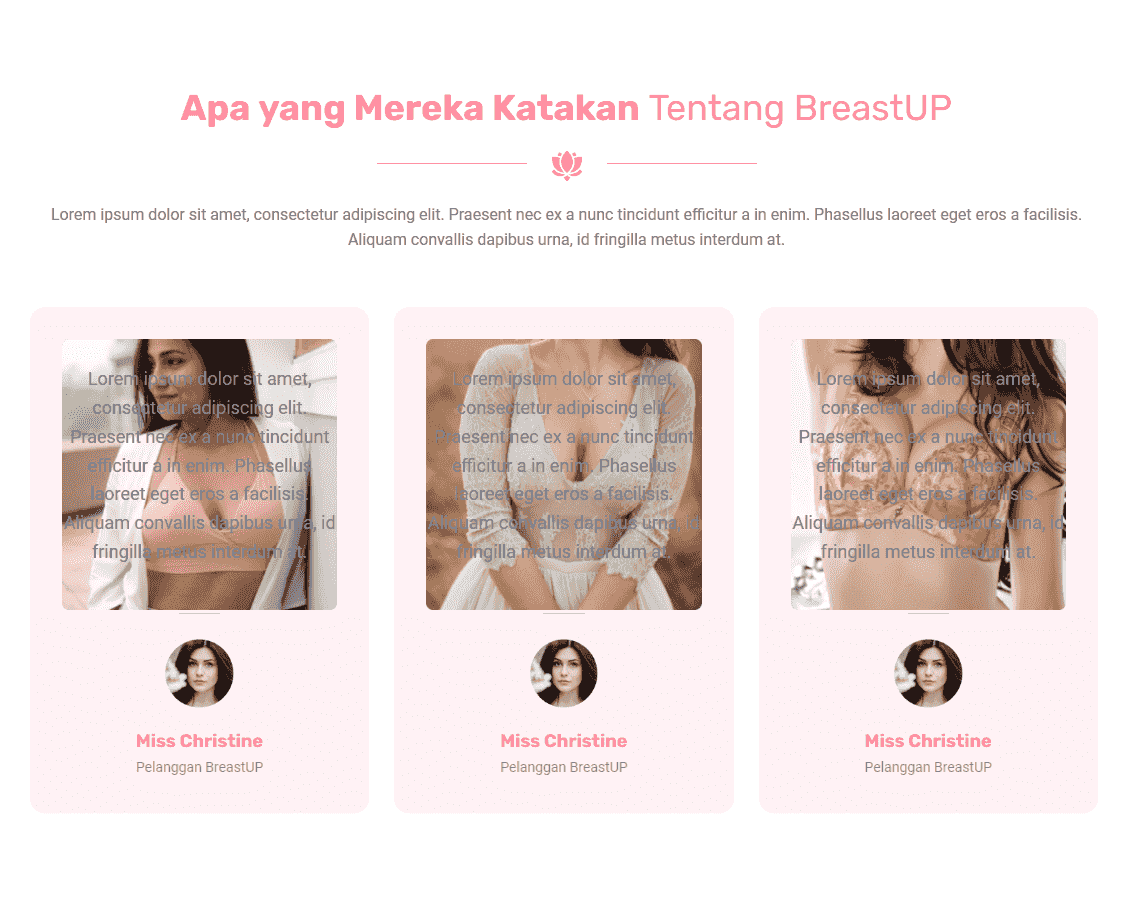 Apa yang Mereka Katakan Tentang BreastUP
Lorem ipsum dolor sit amet, consectetur adipiscing elit. Praesent nec ex a nunc tincidunt efficitur a in enim. Phasellus laoreet eget eros a facilisis.
Aliquam convallis dapibus urna, id fringilla metus interdum at.
Lorem ipsum dolor sit amet,
consectetur adipiscing elit.
Praesent nec ex a nunc tincidunt
efficitur a in enim. Phasellus
laoreet eget eros a facilisis.
Aliquam convallis dapibus urna, id
fringilla metus interdum at.
Miss Christine
Pelanggan BreastUP
Lorem ipsum dolor sit amet,
consectetur adipiscing elit.
Praesent nec ex a nunc tincidunt
efficitur a in enim. Phasellus
laoreet eget eros a facilisis.
Aliquam convallis dapibus urna, id
fringilla metus interdum at.
Miss Christine
Pelanggan BreastUP
Lorem ipsum dolor sit amet,
consectetur adipiscing elit.
Praesent nec ex a nunc tincidunt
efficitur a in enim. Phasellus
laoreet eget eros a facilisis.
Aliquam convallis dapibus urna, id
fringilla metus interdum at.
Miss Christine
Pelanggan BreastUP